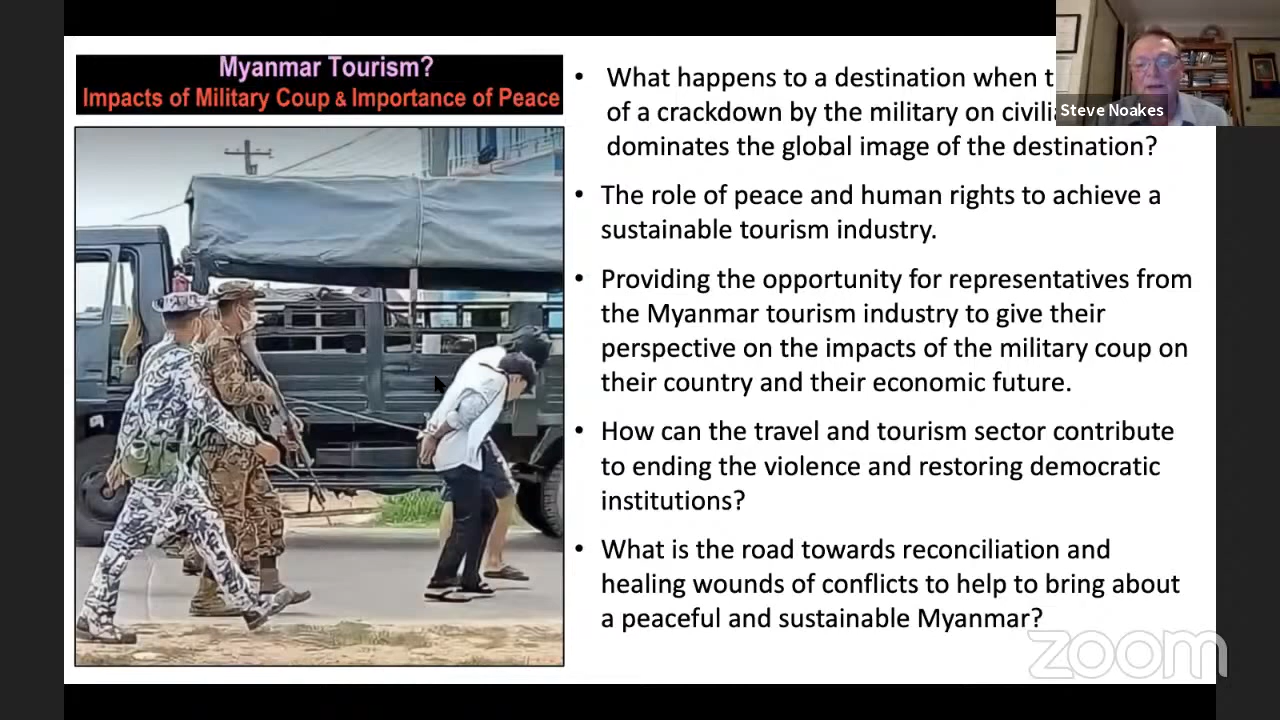 Myanmar Tourism?
Impacts of Military Coup & Importance of Peace
• What happens to a destination when
of a crackdown by the military on
dominates the global image of the destination?
• The role of peace and human rights to achieve a
sustainable tourism industry.
• Providing the opportunity for representatives from
the Myanmar tourism industry to give their
perspective on the impacts of the military coup on
their country and their economic future.
• How can the travel and tourism sector contribute
to ending the violence and restoring democratic
institutions?
• What is the road towards reconciliation and
healing wounds of conflicts to help to bring about
a peaceful and sustainable Myanmar?
Steve Noakes
zoom